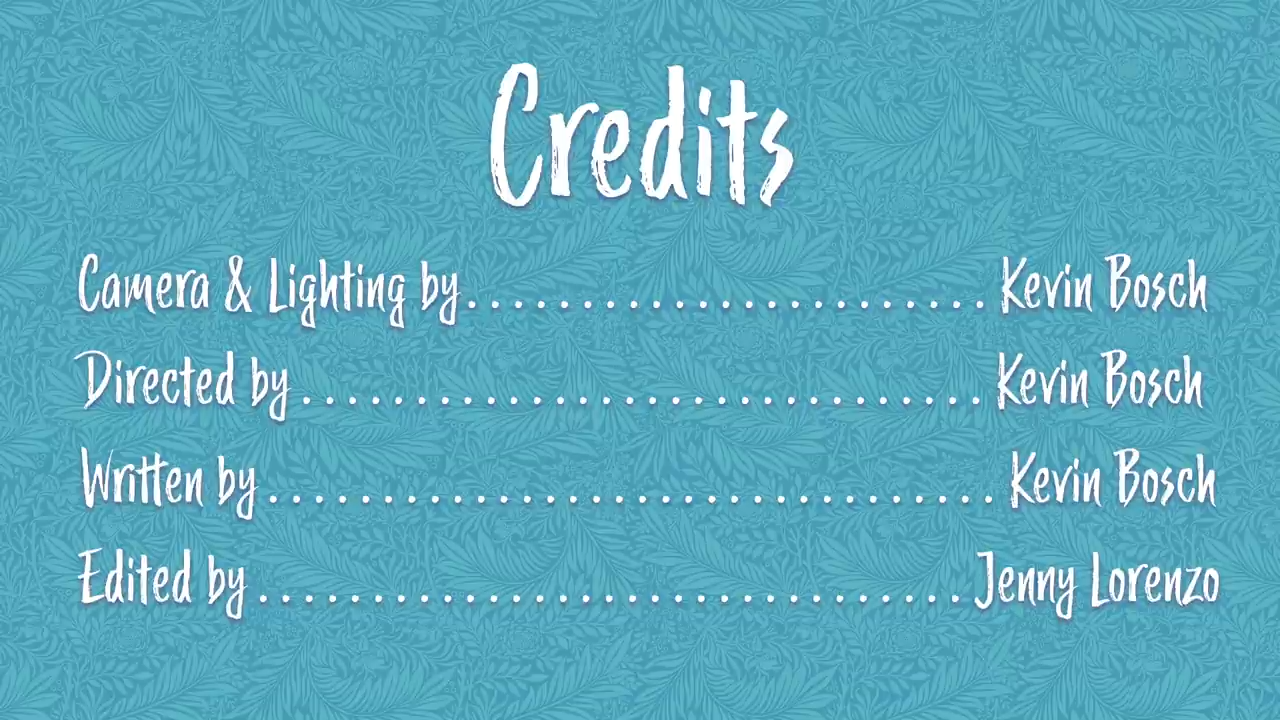 Credits
Camera & Lighting by.......................Kevin Bosch
Directed by..............................Kevin Bosch
Written by................................Kevin Bosch
Edited by...............................Jenny Lorenzo